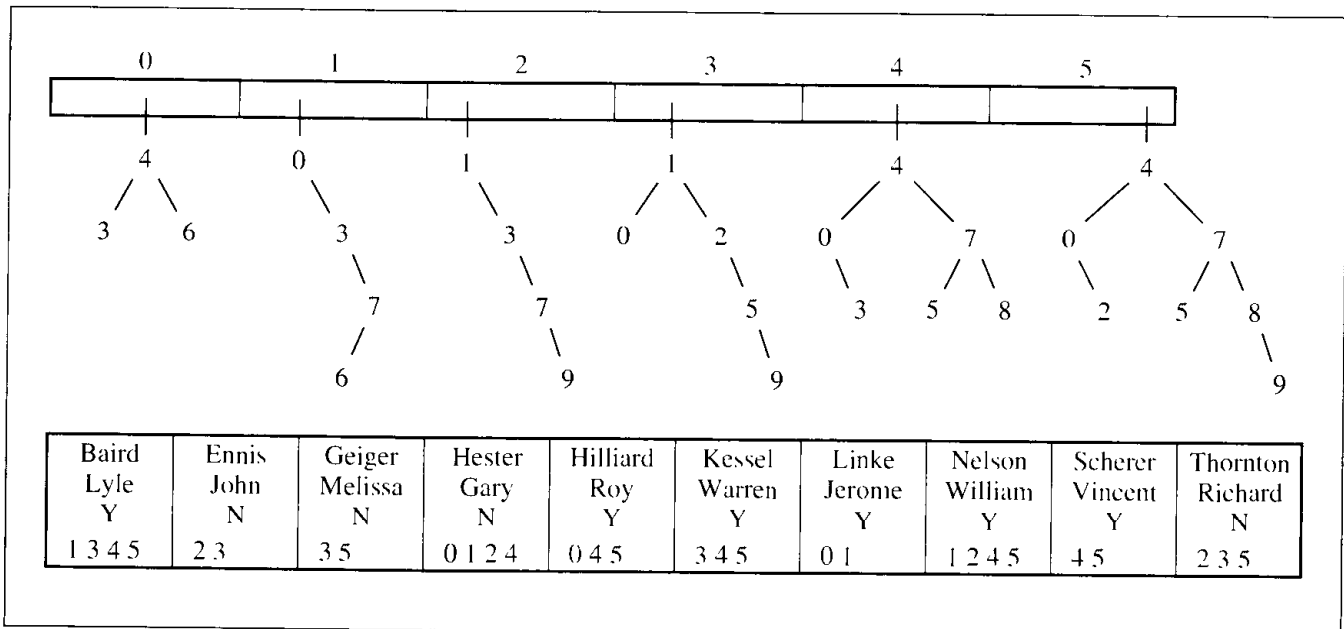 0 1 2 3 4 5
4 0 1 1 4 4
3 6 3 3 0 2 0 7 0 7
7 7 5 3 5 8 2 5 8
6 9 9 9
Baird Ennis Geiger Hester Hilliard Kessel Linke Nelson Scherer Thornton
Lyle John Melissa Gary Roy Warren Jerome William Vincent Richard
Y N N N Y Y Y Y Y N
1 3 4 5 2 3 3 5 0 1 2 4 0 4 5 3 4 5 0 1 1 2 4 5 4 5 2 3 5